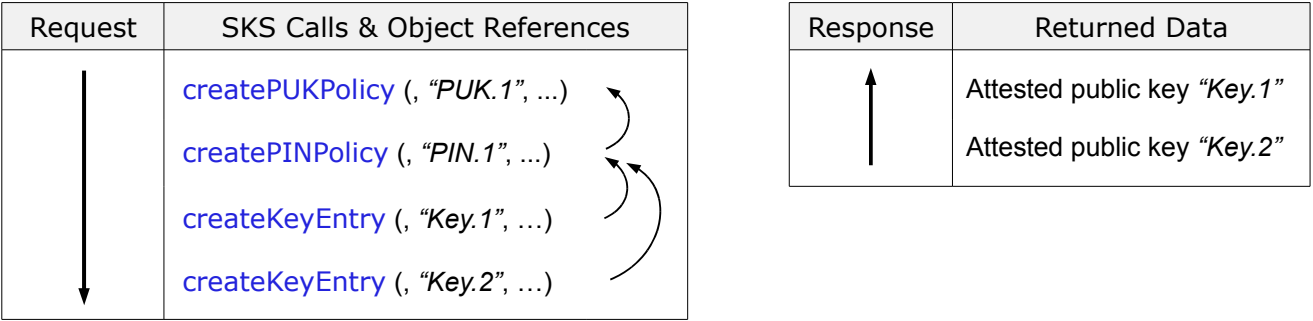 Request SKS Calls & Object References
createPUKPolicy (, “PUK.1”, ...)
createPINPolicy (, “PIN.1”, ...)
createKeyEntry (, “Key.1”, …)
createKeyEntry (, “Key.2”, …)
Response Returned Data
Attested public key “Key.1”
Attested public key “Key.2”